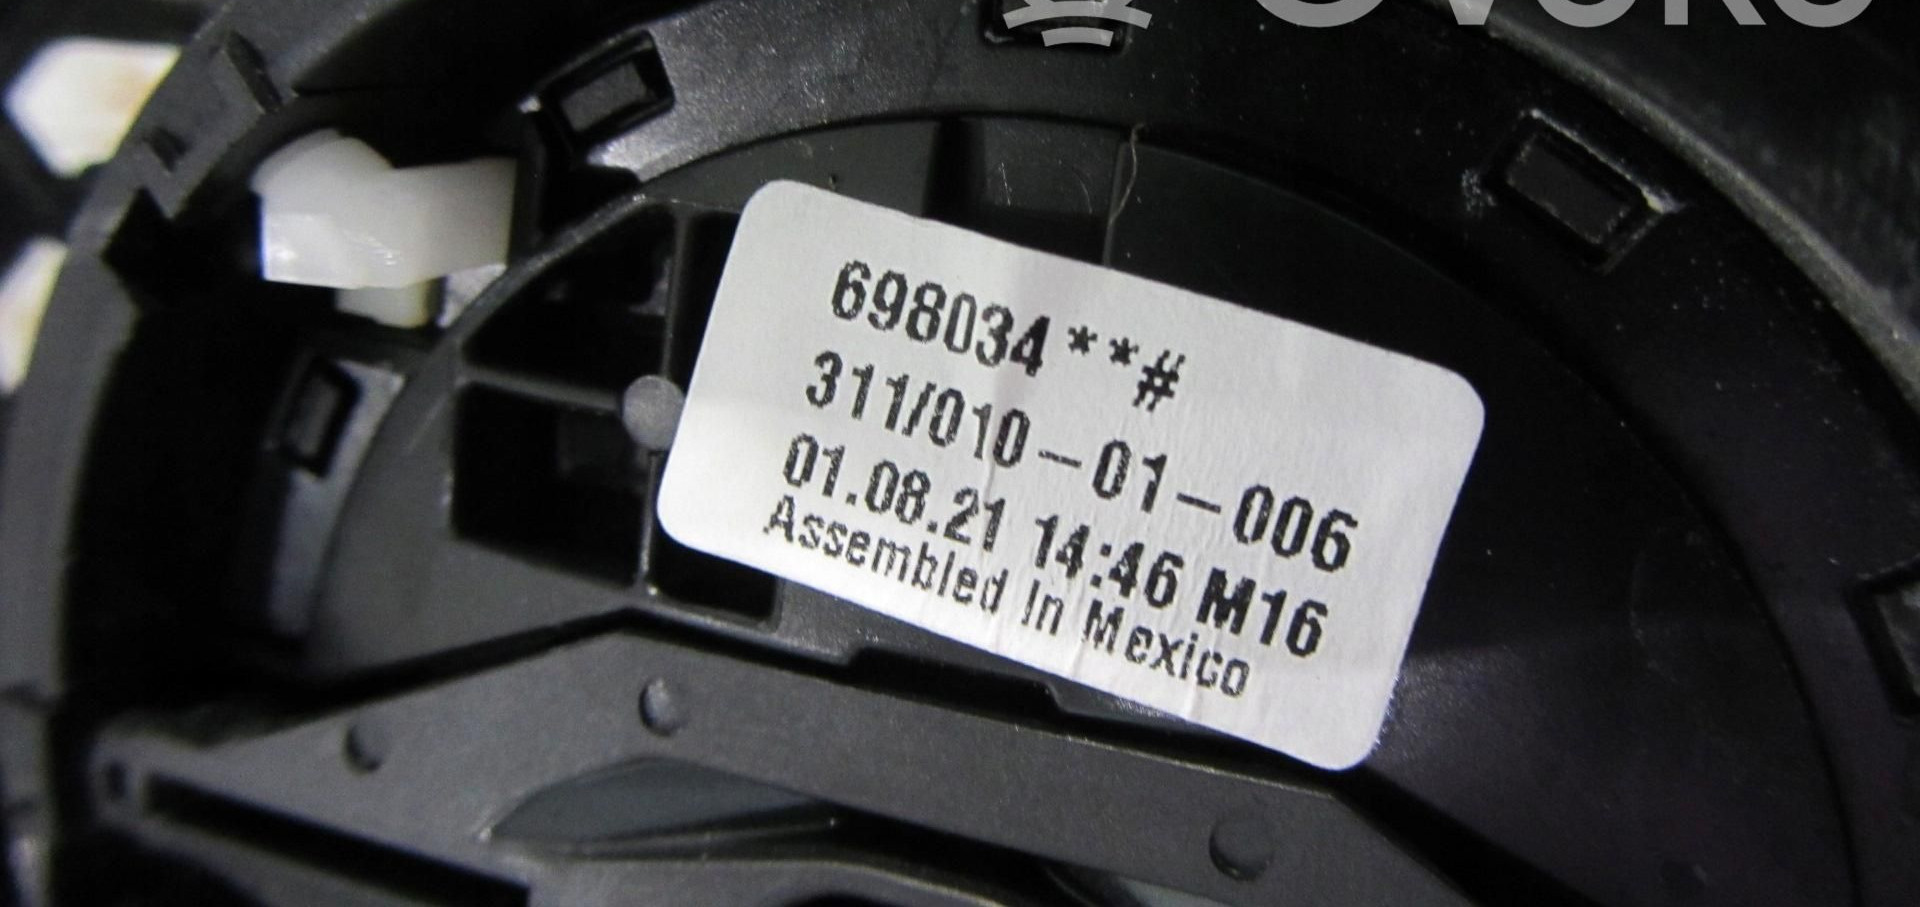 698034**#
311/010-01-006
01.08.21 14:46 M16
Assembled in Mexico